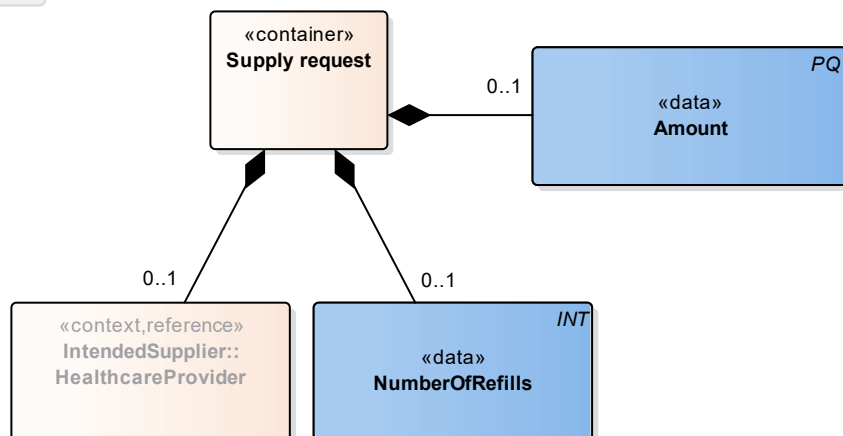 «container»
Supply request
0..1
PQ
«data»
Amount
0..1
0..1
«context,reference»
IntendedSupplier::
HealthcareProvider
INT
«data»
NumberOfRefills